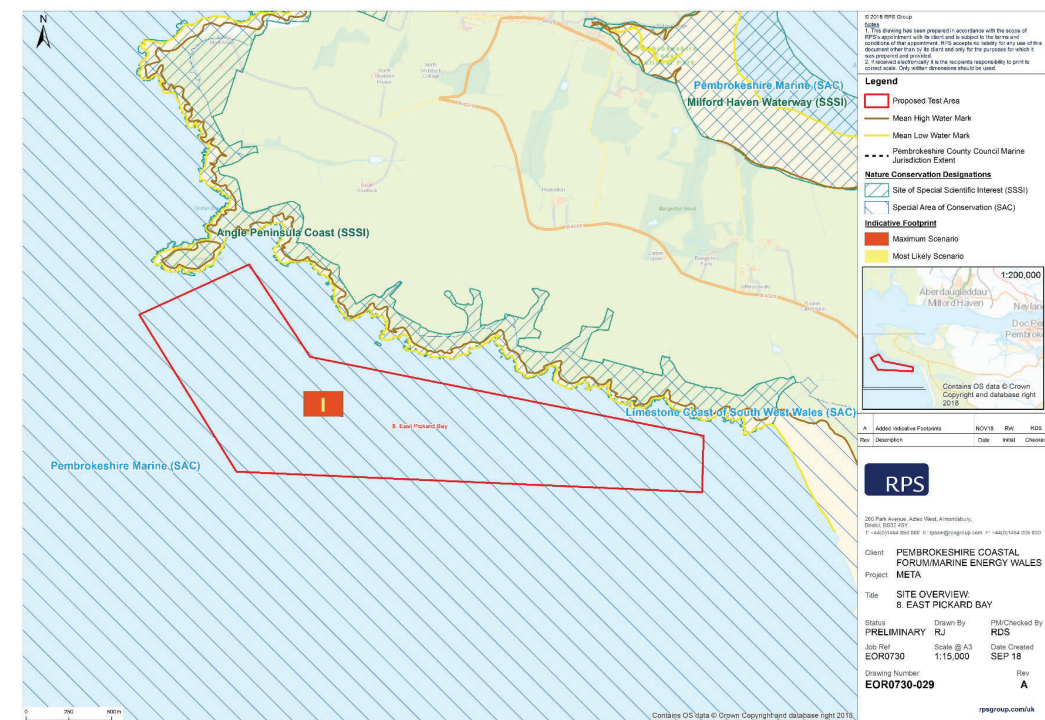 N
Pembrokeshire Marine (SAC)
Milford Haven Waterway (SSSI)
Angle Peninsula Coast (SSSI)
8. East Pickard Bay
Limestone Coast of South West Wales (SAC)
Pembrokeshire Marine (SAC)
0 250 500m
Contains OS data © Crown Copyright and database right 2018
© 2018 RPS Group
Notes
1. This drawing has been prepared in accordance with the scope of
RPS's appointment with its client and is subject to the terms and
conditions of that appointment. RPS accepts no liability for any use of this
document other than by its client and only for the purposes for which it
was prepared and provided.
2. If received electronically it is the recipients responsibility to print to
correct scale. Only written dimensions should be used.
Legend
Proposed Test Area
Mean High Water Mark
Mean Low Water Mark
Pembrokeshire County Council Marine
Jurisdiction Extent
Nature Conservation Designations
Site of Special Scientific Interest (SSSI)
Special Area of Conservation (SAC)
Indicative Footprint
Maximum Scenario
Most Likely Scenario
1:200,000
Aberdaugleddau
Milford Haven
Neylan
Doc Pe
Pembrok
Contains OS data © Crown
Copyright and database right
2018
A Added Indicative Footprints NOV18 RW RDS
Rev Description Date Initial Checked
RPS
Client PEMBROKESHIRE COASTAL
FORUM/MARINE ENERGY WALES
Project META
Title SITE OVERVIEW:
8. EAST PICKARD BAY
Status Drawn By PM/Checked By
PRELIMINARY RJ RDS
Job Ref Scale @ A3 Date Created
EOR0730 1:15,000 SEP 18
Drawing Number Rev
EOR0730-029 A
rpsgroup.com/uk